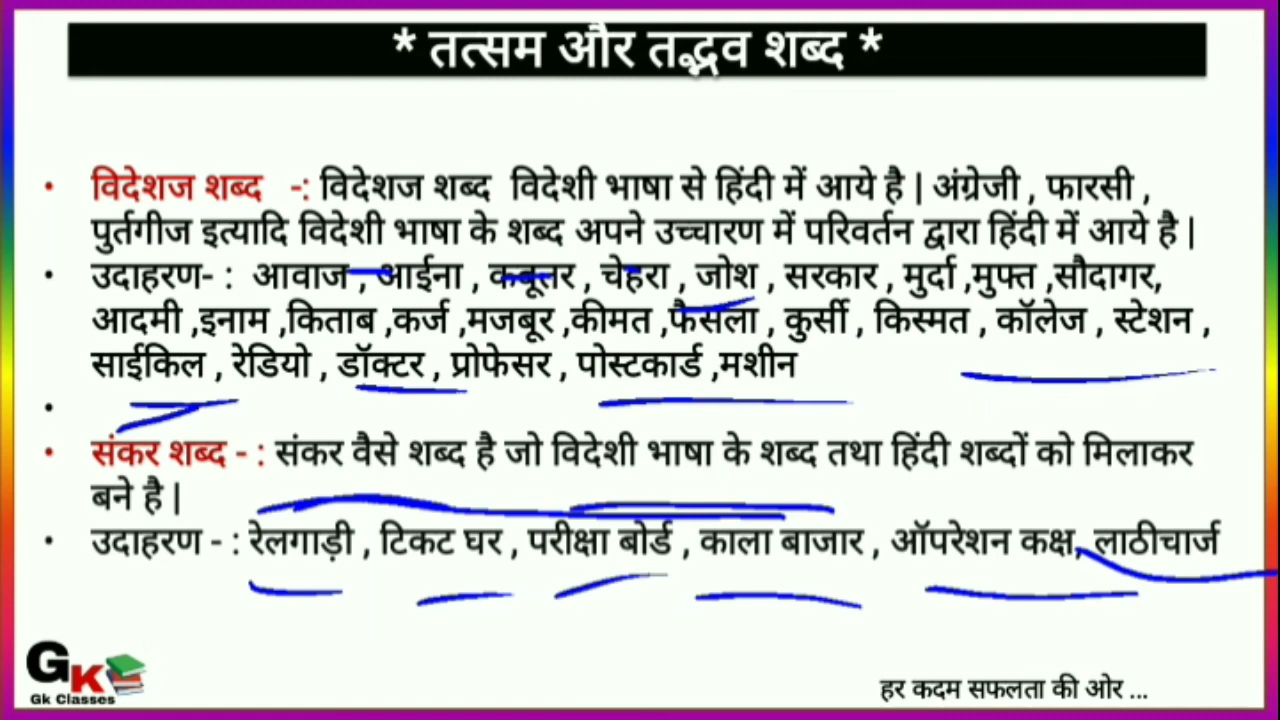 * तत्सम और तद्भव शब्द *
• विदेशज शब्द -: विदेशज शब्द विदेशी भाषा से हिंदी में आये है | अंग्रेजी , फारसी ,
पुर्तगीज इत्यादि विदेशी भाषा के शब्द अपने उच्चारण में परिवर्तन द्वारा हिंदी में आये है |
• उदाहरण- : आवाज , आईना , कबूतर , चेहरा , जोश , सरकार , मुर्दा ,मुफ्त ,सौदागर,
आदमी ,इनाम ,किताब ,कर्ज ,मजबूर ,कीमत ,फैसला , कुर्सी , किस्मत , कॉलेज , स्टेशन ,
साईकिल , रेडियो , डॉक्टर , प्रोफेसर , पोस्टकार्ड ,मशीन
•
• संकर शब्द - : संकर वैसे शब्द है जो विदेशी भाषा के शब्द तथा हिंदी शब्दों को मिलाकर
बने है |
• उदाहरण - : रेलगाड़ी , टिकट घर , परीक्षा बोर्ड , काला बाजार , ऑपरेशन कक्ष, लाठीचार्ज
GK
Gk Classes
हर कदम सफलता की ओर ...